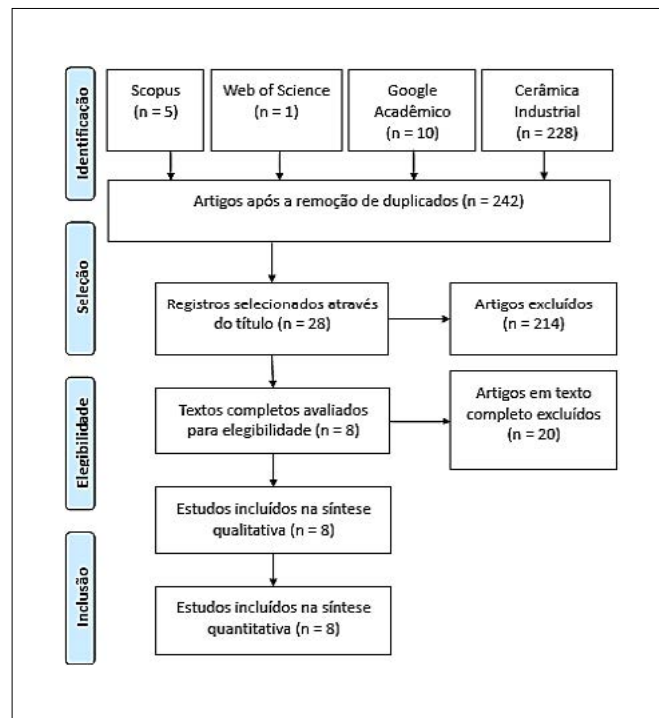 Identificação
Scopus
(n = 5)
Web of Science
(n = 1)
Google
Acadêmico
(n = 10)
Cerâmica
Industrial
(n = 228)
Artigos após a remoção de duplicados (n = 242)
Seleção
Registros selecionados através
do título (n = 28)
Artigos excluídos
(n = 214)
Elegibilidade
Textos completos avaliados
para elegibilidade (n = 8)
Artigos em texto
completo excluídos
(n = 20)
Estudos incluídos na síntese
qualitativa (n = 8)
Inclusão
Estudos incluídos na síntese
quantitativa (n = 8)